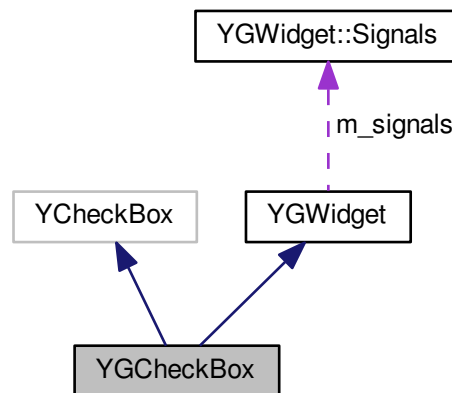 YGWidget::Signals
m_signals
YCheckBox
YGWidget
YGCheckBox